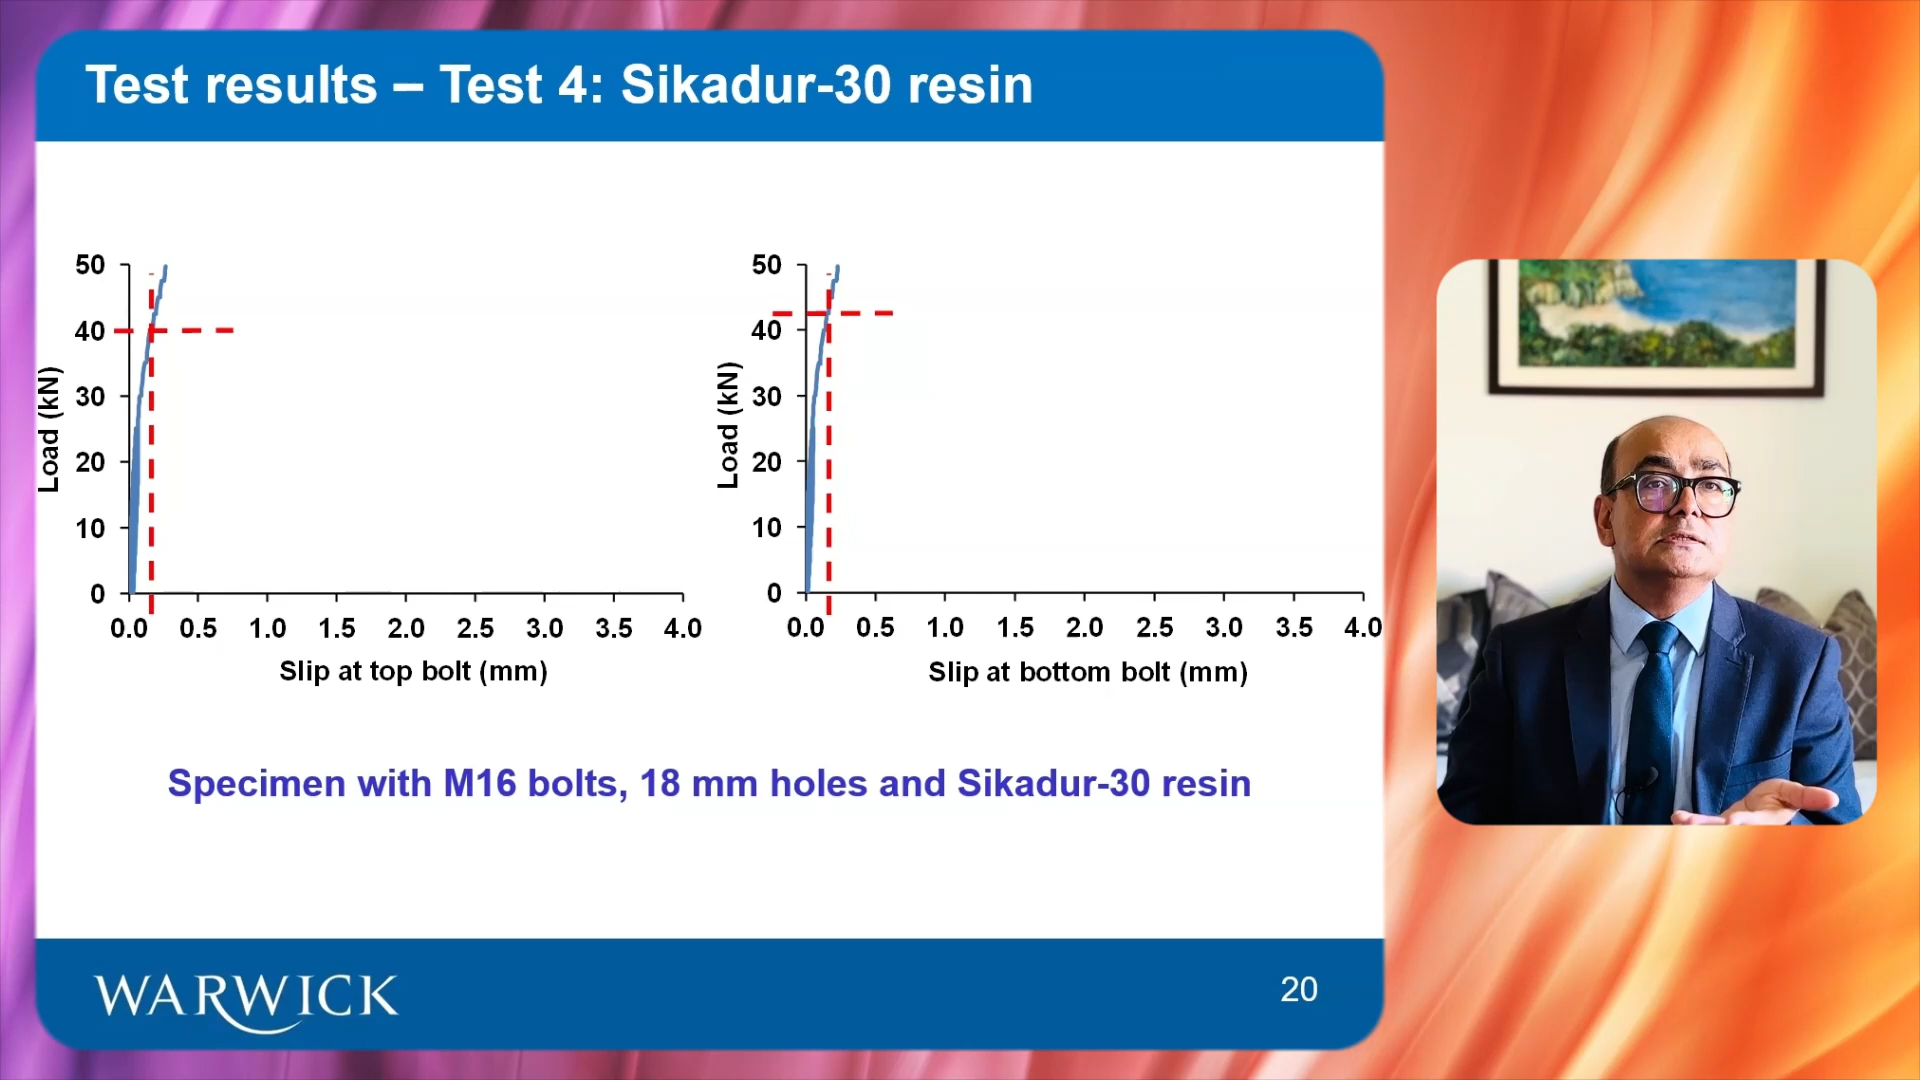 Test results – Test 4: Sikadur-30 resin
50
40
30
20
10
0
Load (kN)
0.0 0.5 1.0 1.5 2.0 2.5 3.0 3.5 4.0
Slip at top bolt (mm)
50
40
30
20
10
0
Load (kN)
0.0 0.5 1.0 1.5 2.0 2.5 3.0 3.5 4.0
Slip at bottom bolt (mm)
Specimen with M16 bolts, 18 mm holes and Sikadur-30 resin
WARWICK
20